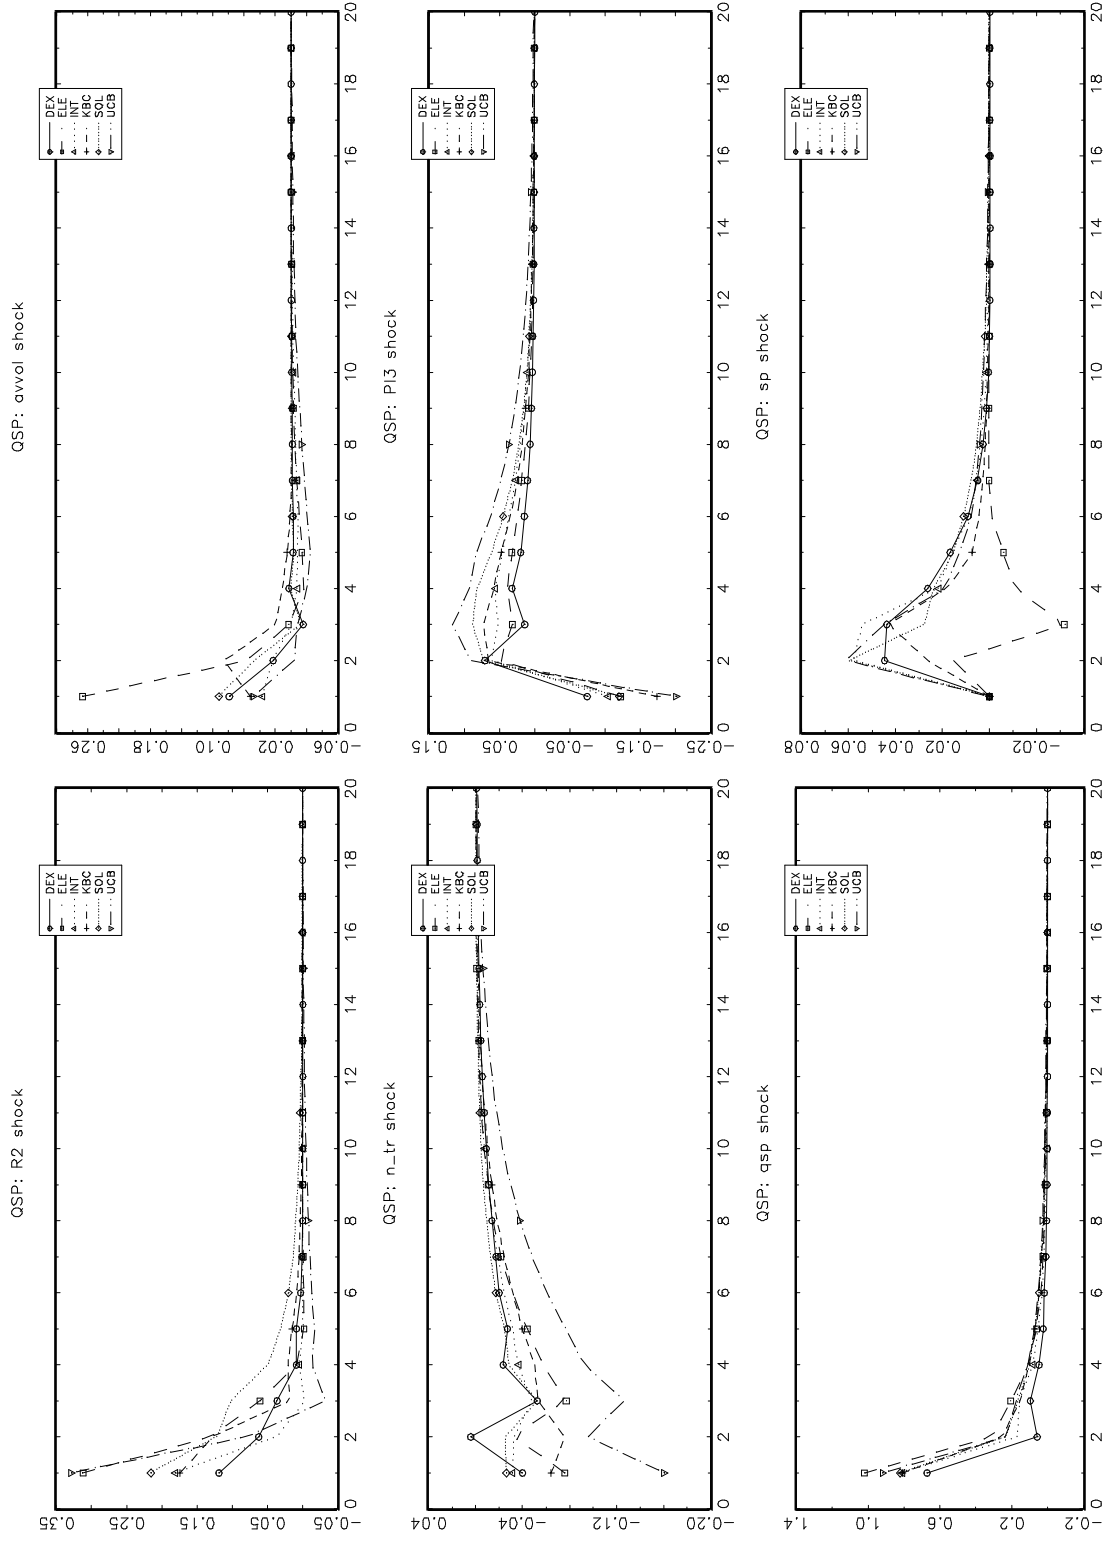 QSP: R2 shock
0.35
0.25
0.15
0.05
−0.05
DEX
ELE
INT
KBC
SOL
UCB
0 2 4 6 8 10 12 14 16 18 20
QSP: avvol shock
0.26
0.18
0.10
0.02
−0.06
DEX
ELE
INT
KBC
SOL
UCB
0 2 4 6 8 10 12 14 16 18 20
QSP: n_tr shock
0.04
−0.04
−0.12
−0.20
DEX
ELE
INT
KBC
SOL
UCB
0 2 4 6 8 10 12 14 16 18 20
QSP: PI3 shock
0.15
0.05
−0.05
−0.15
−0.25
DEX
ELE
INT
KBC
SOL
UCB
0 2 4 6 8 10 12 14 16 18 20
QSP: qsp shock
1.4
1.0
0.6
0.2
−0.2
DEX
ELE
INT
KBC
SOL
UCB
0 2 4 6 8 10 12 14 16 18 20
QSP: sp shock
0.08
0.06
0.04
0.02
−0.02
DEX
ELE
INT
KBC
SOL
UCB
0 2 4 6 8 10 12 14 16 18 20